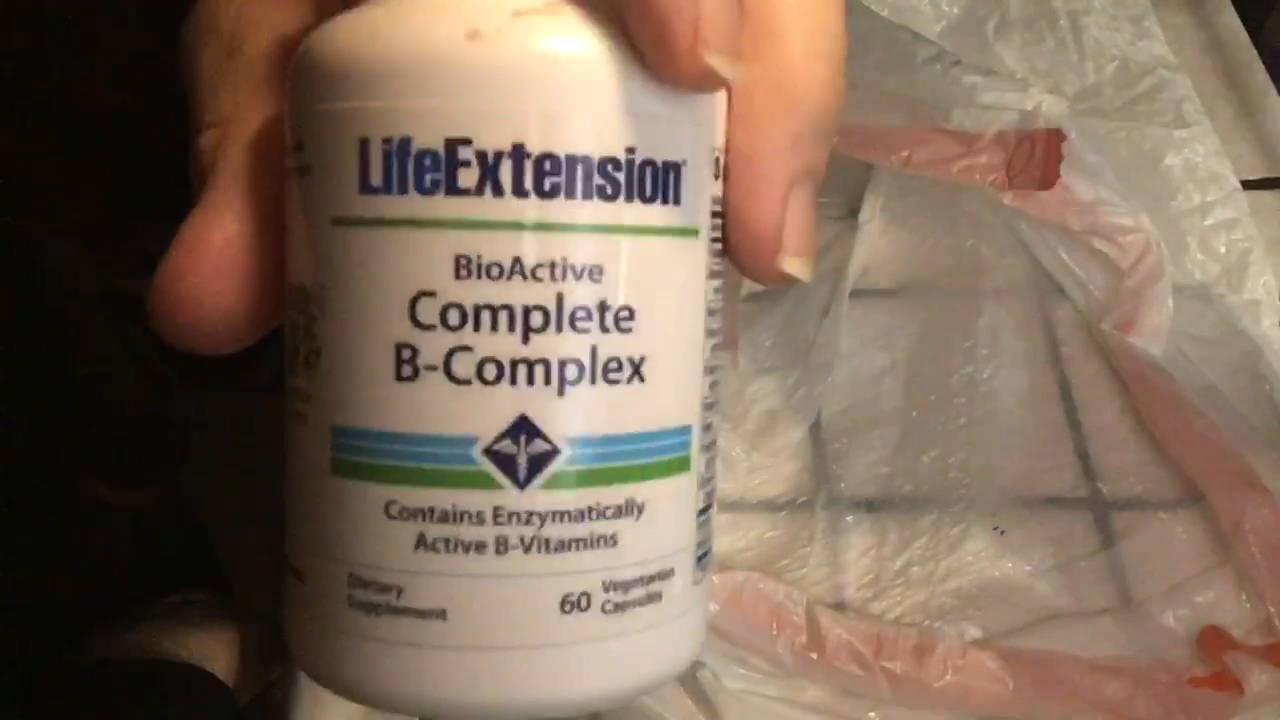 LifeExtension
BioActive
Complete
B-Complex
Contains Enzymatically
Active B-Vitamins
Dietary
Supplement
60 Vegetarian
Capsules